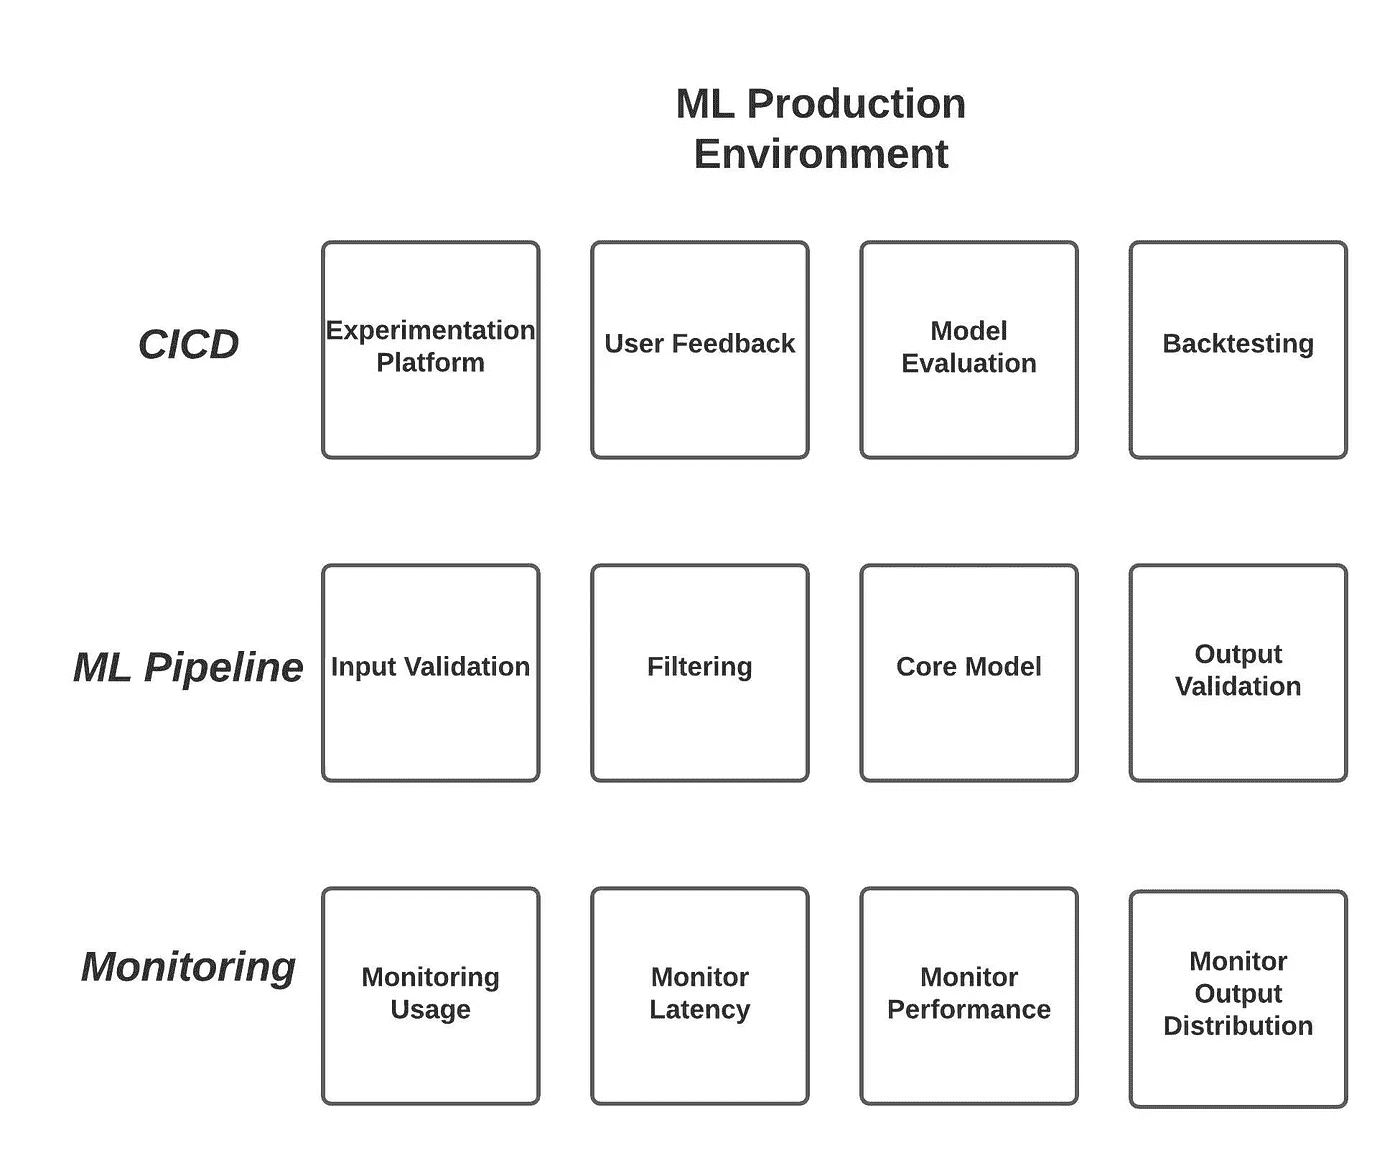 ML Production
Environment
CICD
Experimentation
Platform
User Feedback
Model
Evaluation
Backtesting
ML Pipeline
Input Validation
Filtering
Core Model
Output
Validation
Monitoring
Monitoring
Usage
Monitor
Latency
Monitor
Performance
Monitor
Output
Distribution